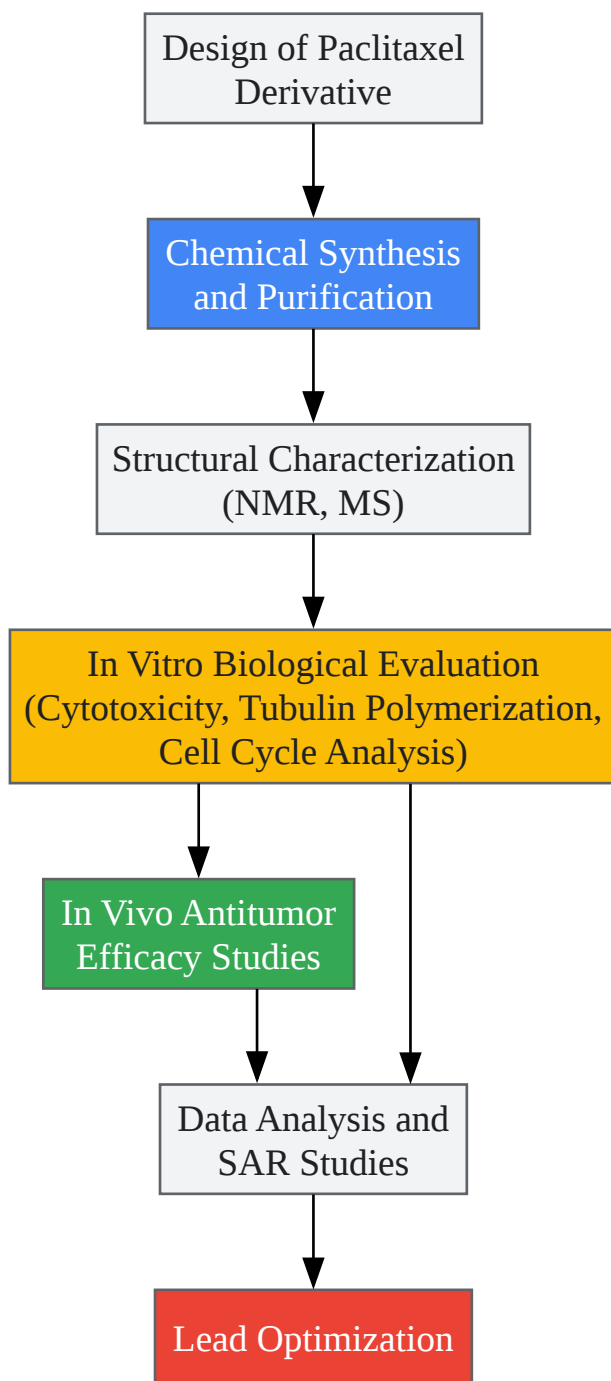 Design of Paclitaxel
Derivative
Chemical Synthesis
and Purification
Structural Characterization
(NMR, MS)
In Vitro Biological Evaluation
(Cytotoxicity, Tubulin Polymerization,
Cell Cycle Analysis)
In Vivo Antitumor
Efficacy Studies
Data Analysis and
SAR Studies
Lead Optimization